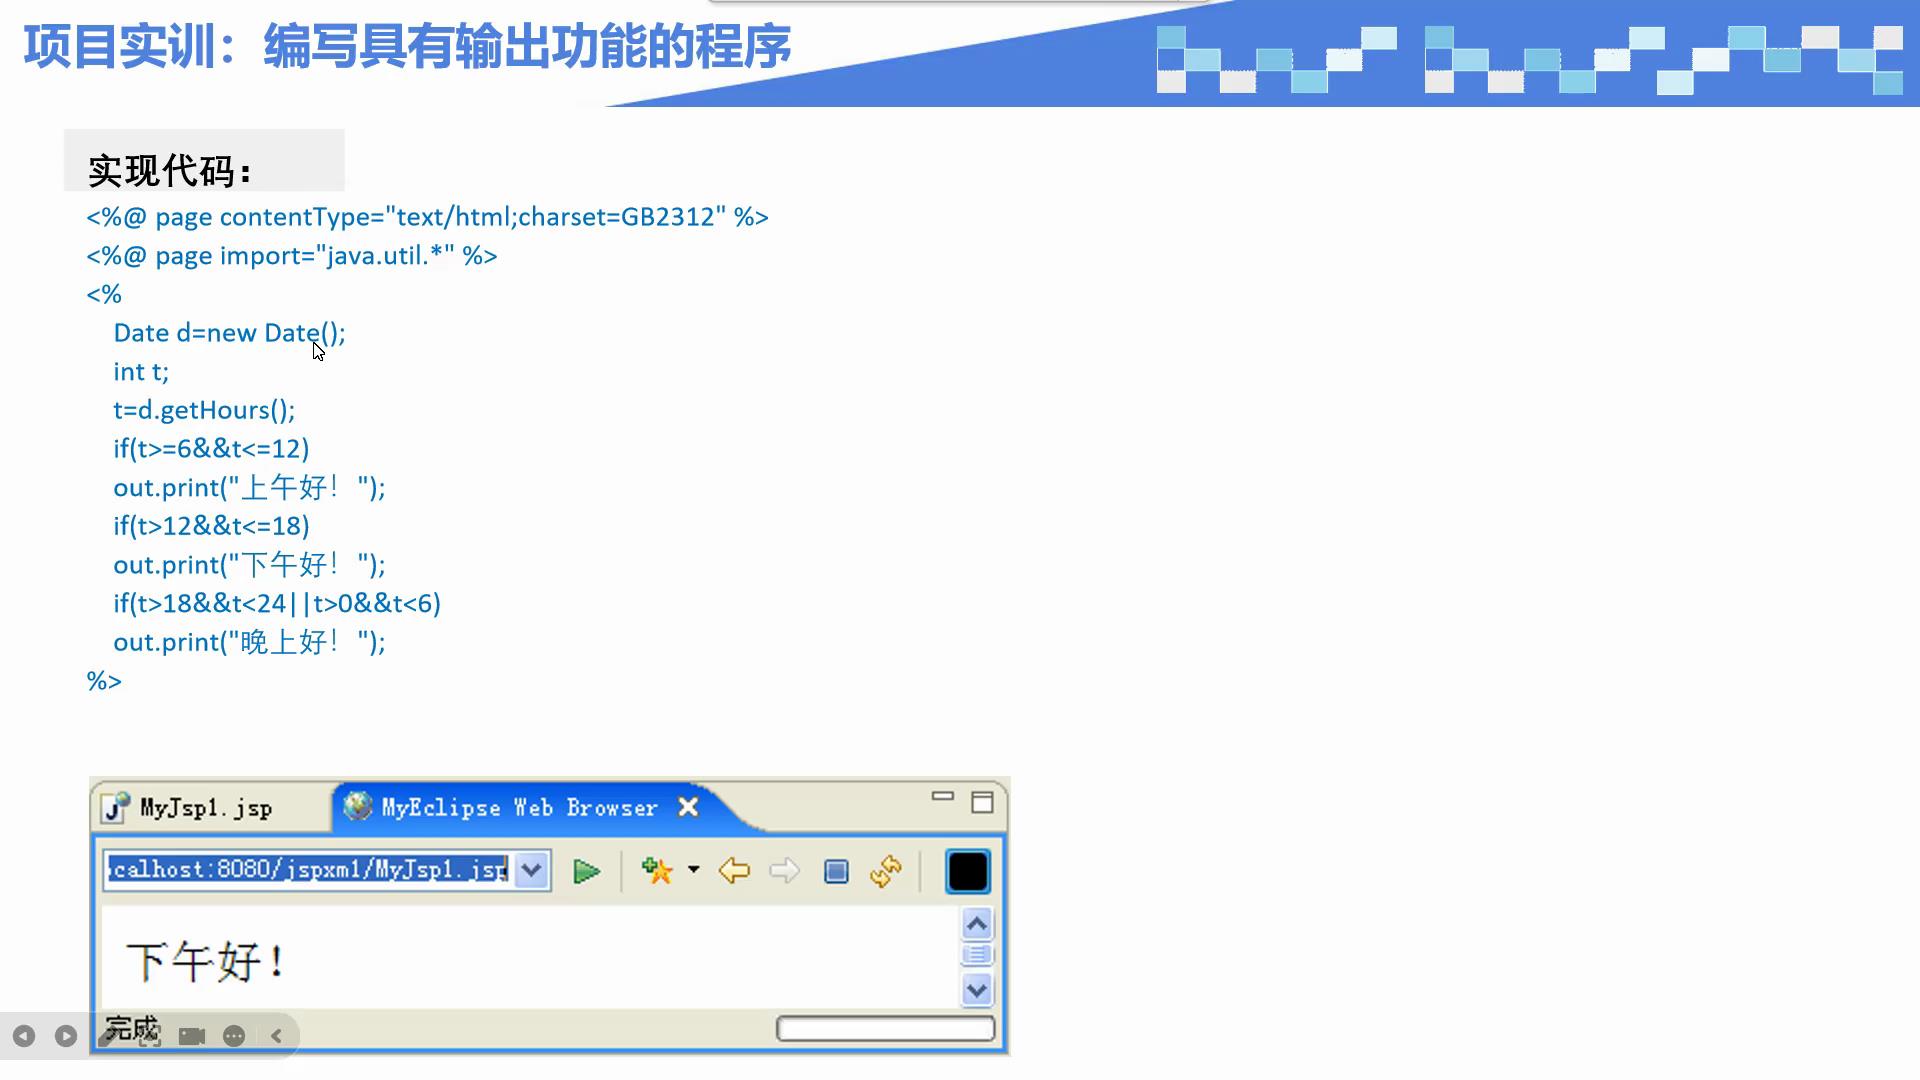 项目实训：编写具有输出功能的程序
实现代码：
<%@ page contentType="text/html;charset=GB2312" %>
<%@ page import="java.util.*" %>
<%
Date d=new Date();
int t;
t=d.getHours();
if(t>=6&&t<=12)
out.print("上午好！");
if(t>12&&t<=18)
out.print("下午好！");
if(t>18&&t<24||t>0&&t<6)
out.print("晚上好！");
%>
MyJsp1.jsp
MyEclipse Web Browser
calhost:8080/jspxm1/MyJsp1.jsp
下午好！
完成